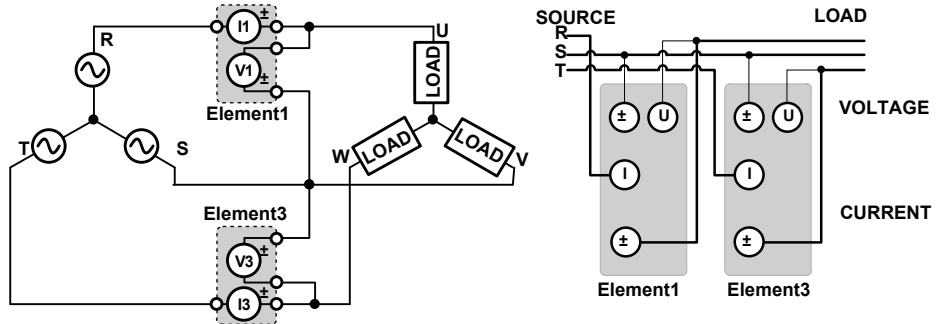 R
I1 ±
U
V1 ±
LOAD
Element1
T
S
W
LOAD
LOAD
V
Element3
V3 ±
I3 ±
SOURCE
LOAD
R
S
T
± U
± U
VOLTAGE
I
I
CURRENT
±
±
Element1
Element3